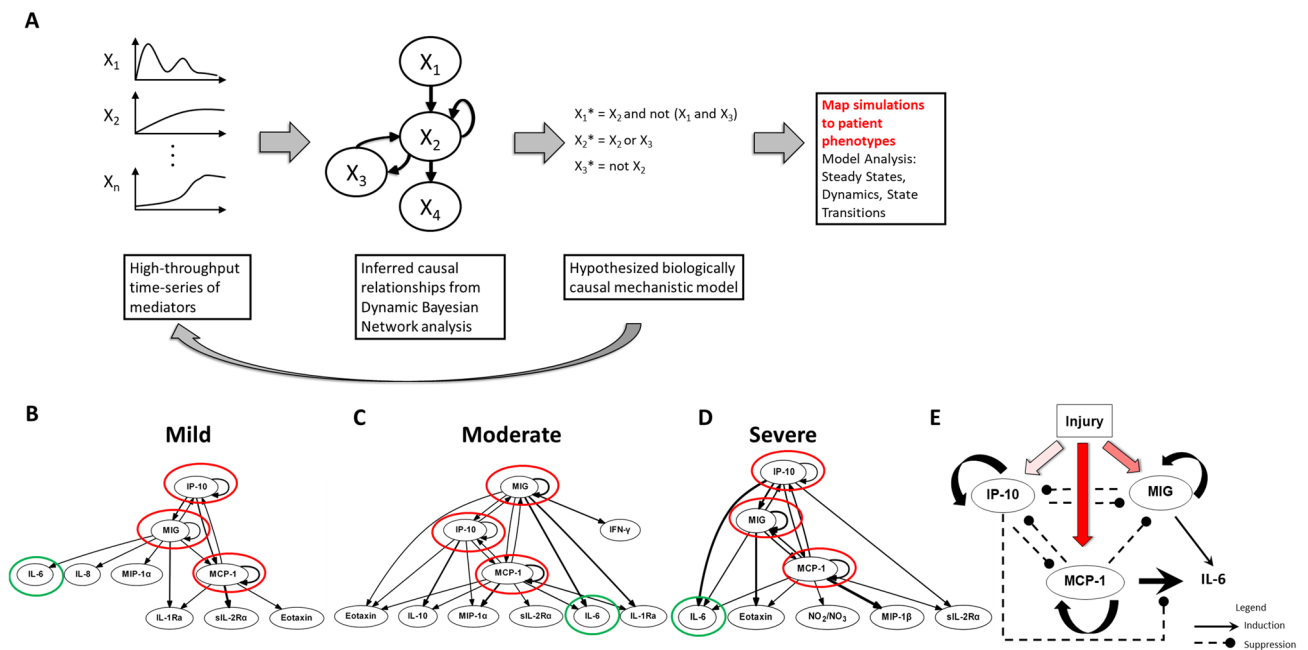 A
X1
X2
Xn
X1
X2
X3
X4
X1* = X2 and not (X1 and X3)
X2* = X2 or X3
X3* = not X2
Map simulations
to patient
phenotypes
Model Analysis:
Steady States,
Dynamics, State
Transitions
High-throughput
time-series of
mediators
Inferred causal
relationships from
Dynamic Bayesian
Network analysis
Hypothesized biologically
causal mechanistic model
B
Mild
IP-10
MIG
IL-6
IL-8
MIP-1α
MCP-1
IL-1Ra
sIL-2Rα
Eotaxin
C
Moderate
MIG
IP-10
IFN-γ
MCP-1
Eotaxin
IL-10
MIP-1α
sIL-2Rα
IL-6
IL-1Ra
D
Severe
IP-10
MIG
MCP-1
IL-6
Eotaxin
NO2/NO3
MIP-1β
sIL-2Rα
E
Injury
IP-10
MIG
MCP-1
IL-6
Legend
Induction
Suppression